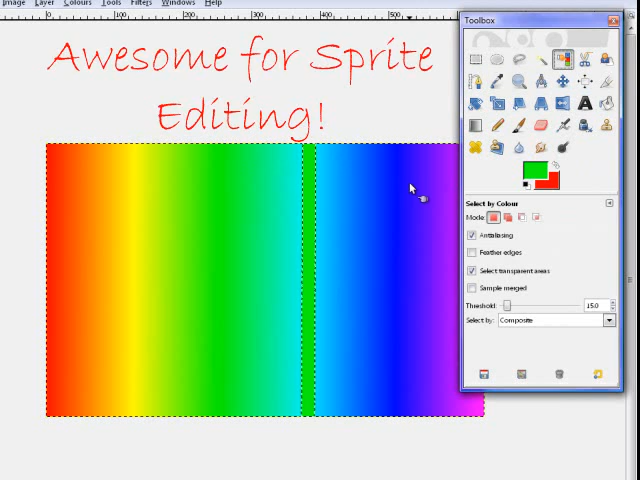 Image Layer Colours Tools Filters Windows Help
0 100 200 300 400 500
Toolbox
Awesome for Sprite
Editing!
Select by Colour
Mode:
Antialiasing
Feather edges
Select transparent areas
Sample merged
Threshold: 15.0
Select by: Composite